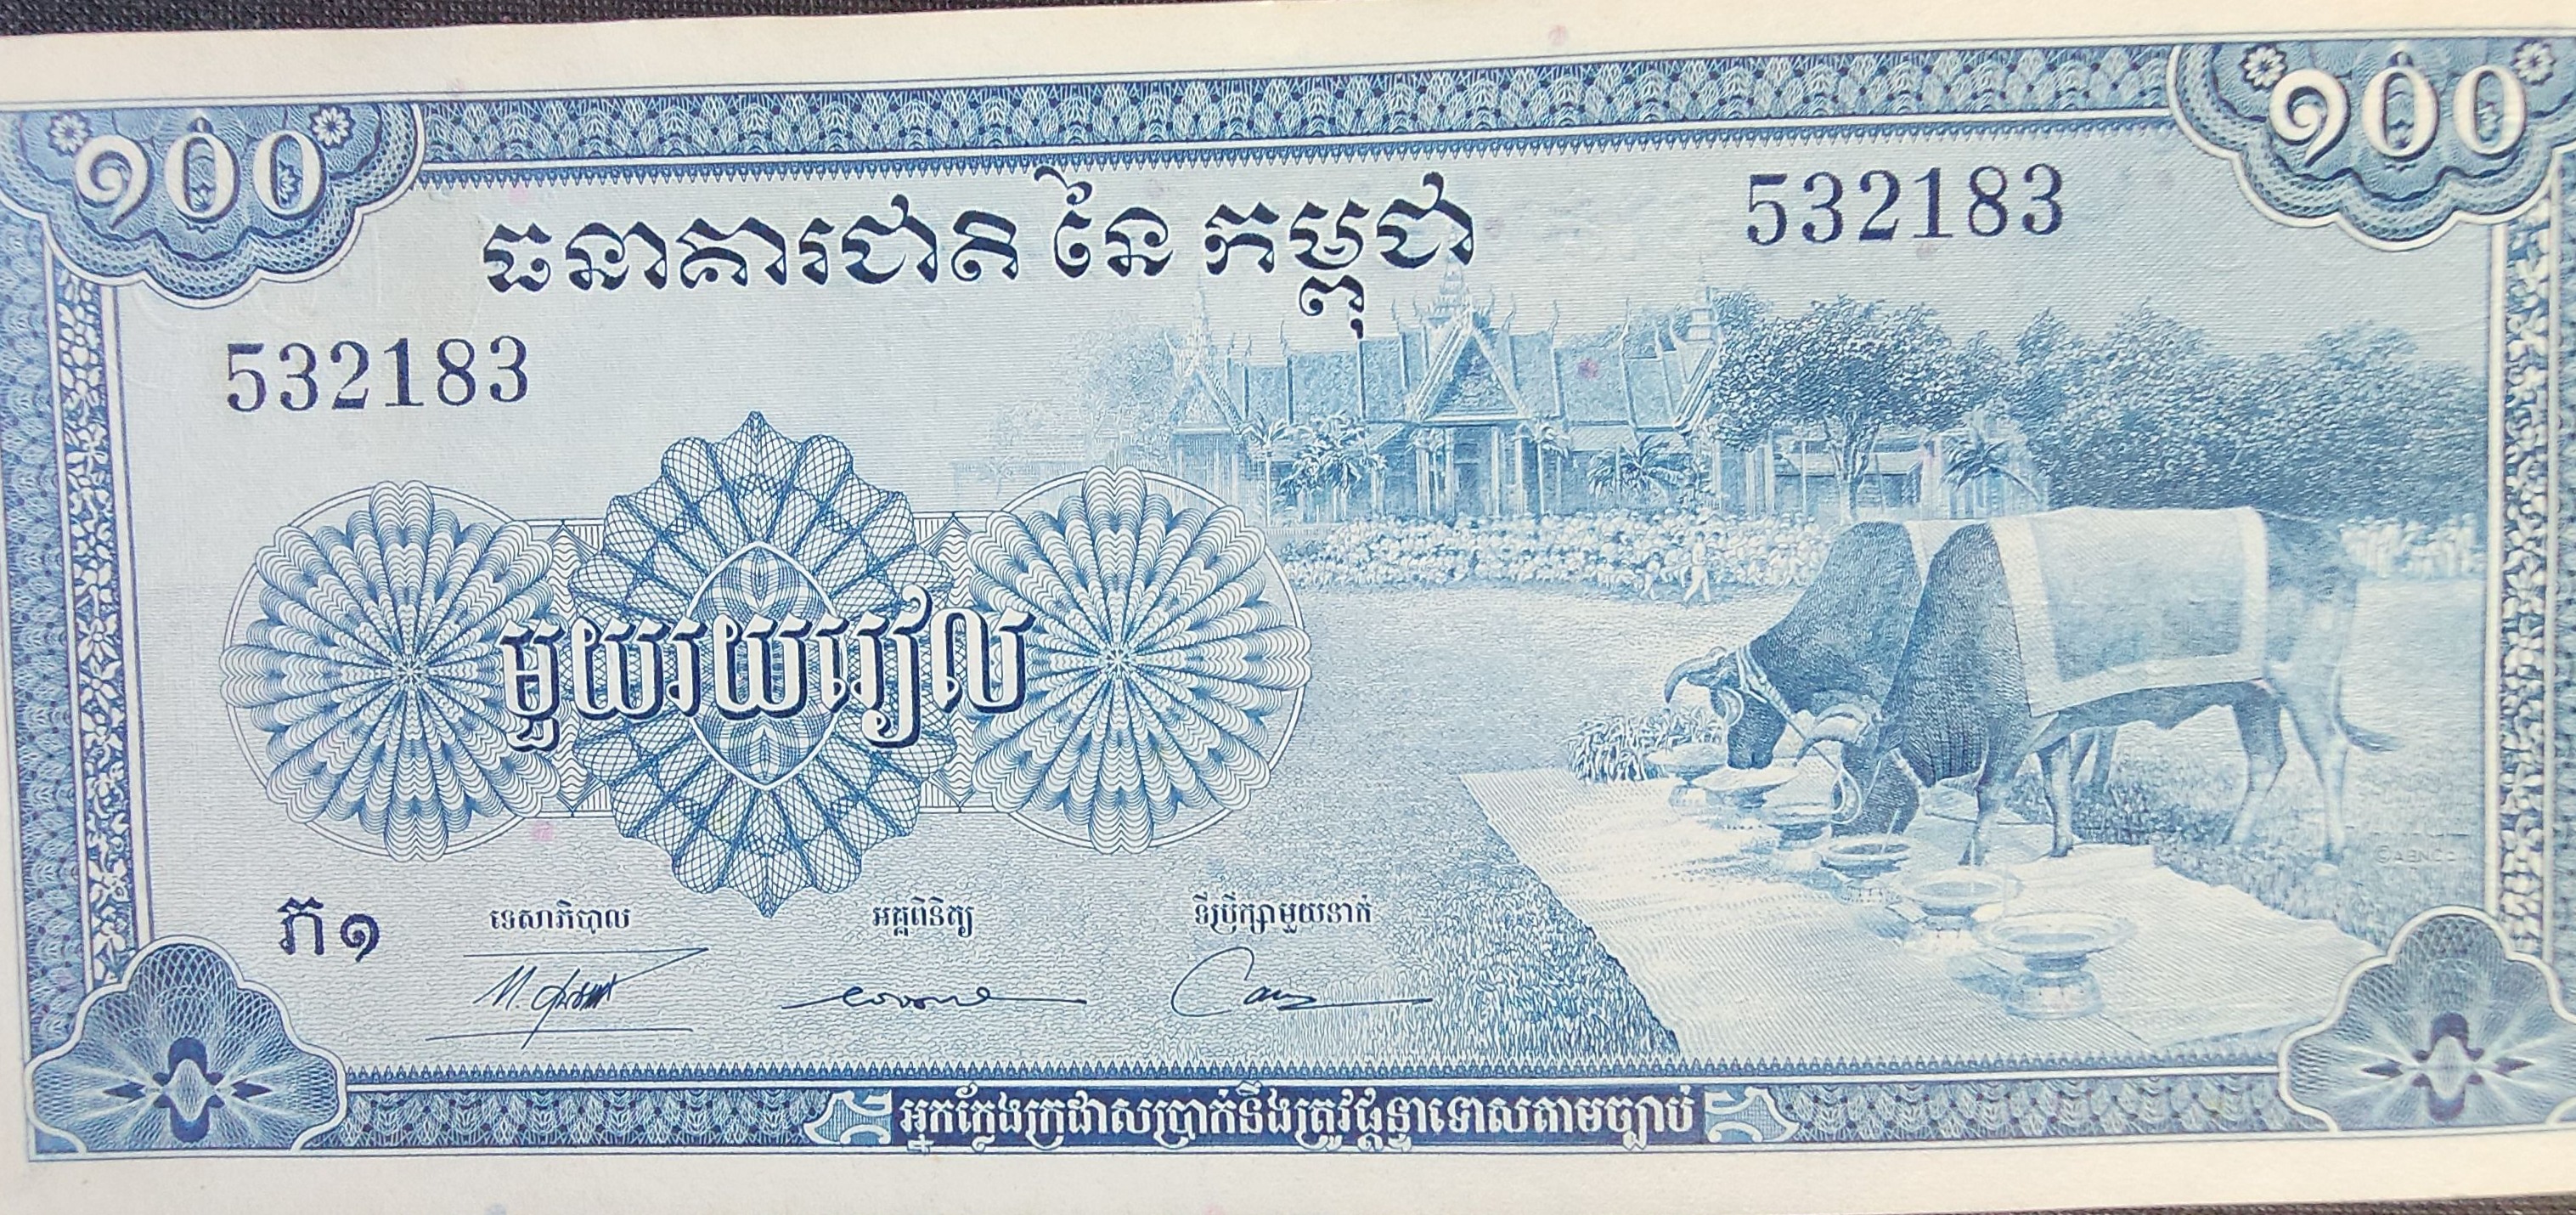 ១០០
១០០
ធនាគារជាតិ នៃ កម្ពុជា
532183
532183
មួយរយរៀល
ភ១
ទេសាភិបាល
អគ្គពិនិត្យ
ទីប្រឹក្សាមួយនាក់
អ្នកក្លែងក្រដាសប្រាក់នឹងត្រូវផ្តន្ទាទោសតាមច្បាប់